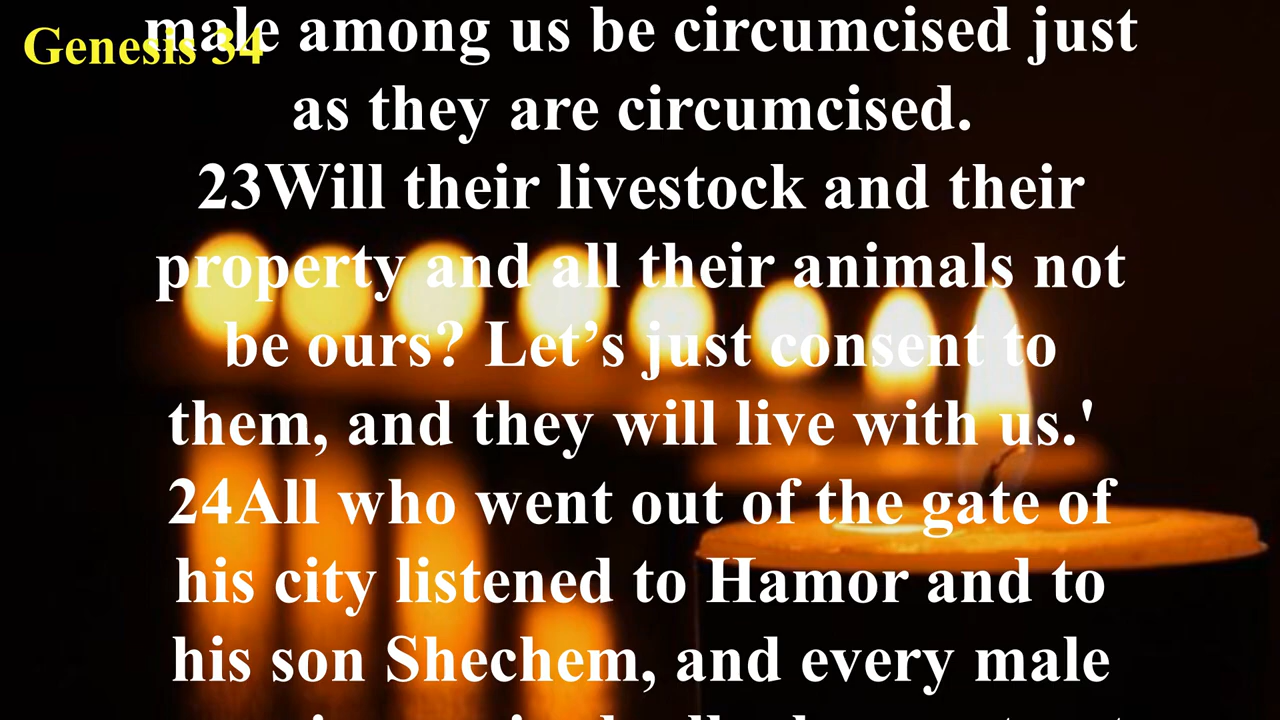 Genesis 34
male among us be circumcised just
as they are circumcised.
23Will their livestock and their
property and all their animals not
be ours? Let’s just consent to
them, and they will live with us.'
24All who went out of the gate of
his city listened to Hamor and to
his son Shechem, and every male